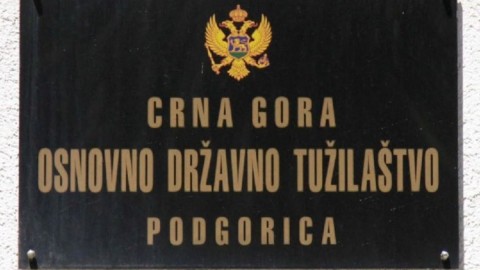 CRNA GORA
OSNOVNO DRŽAVNO TUŽILAŠTVO
PODGORICA